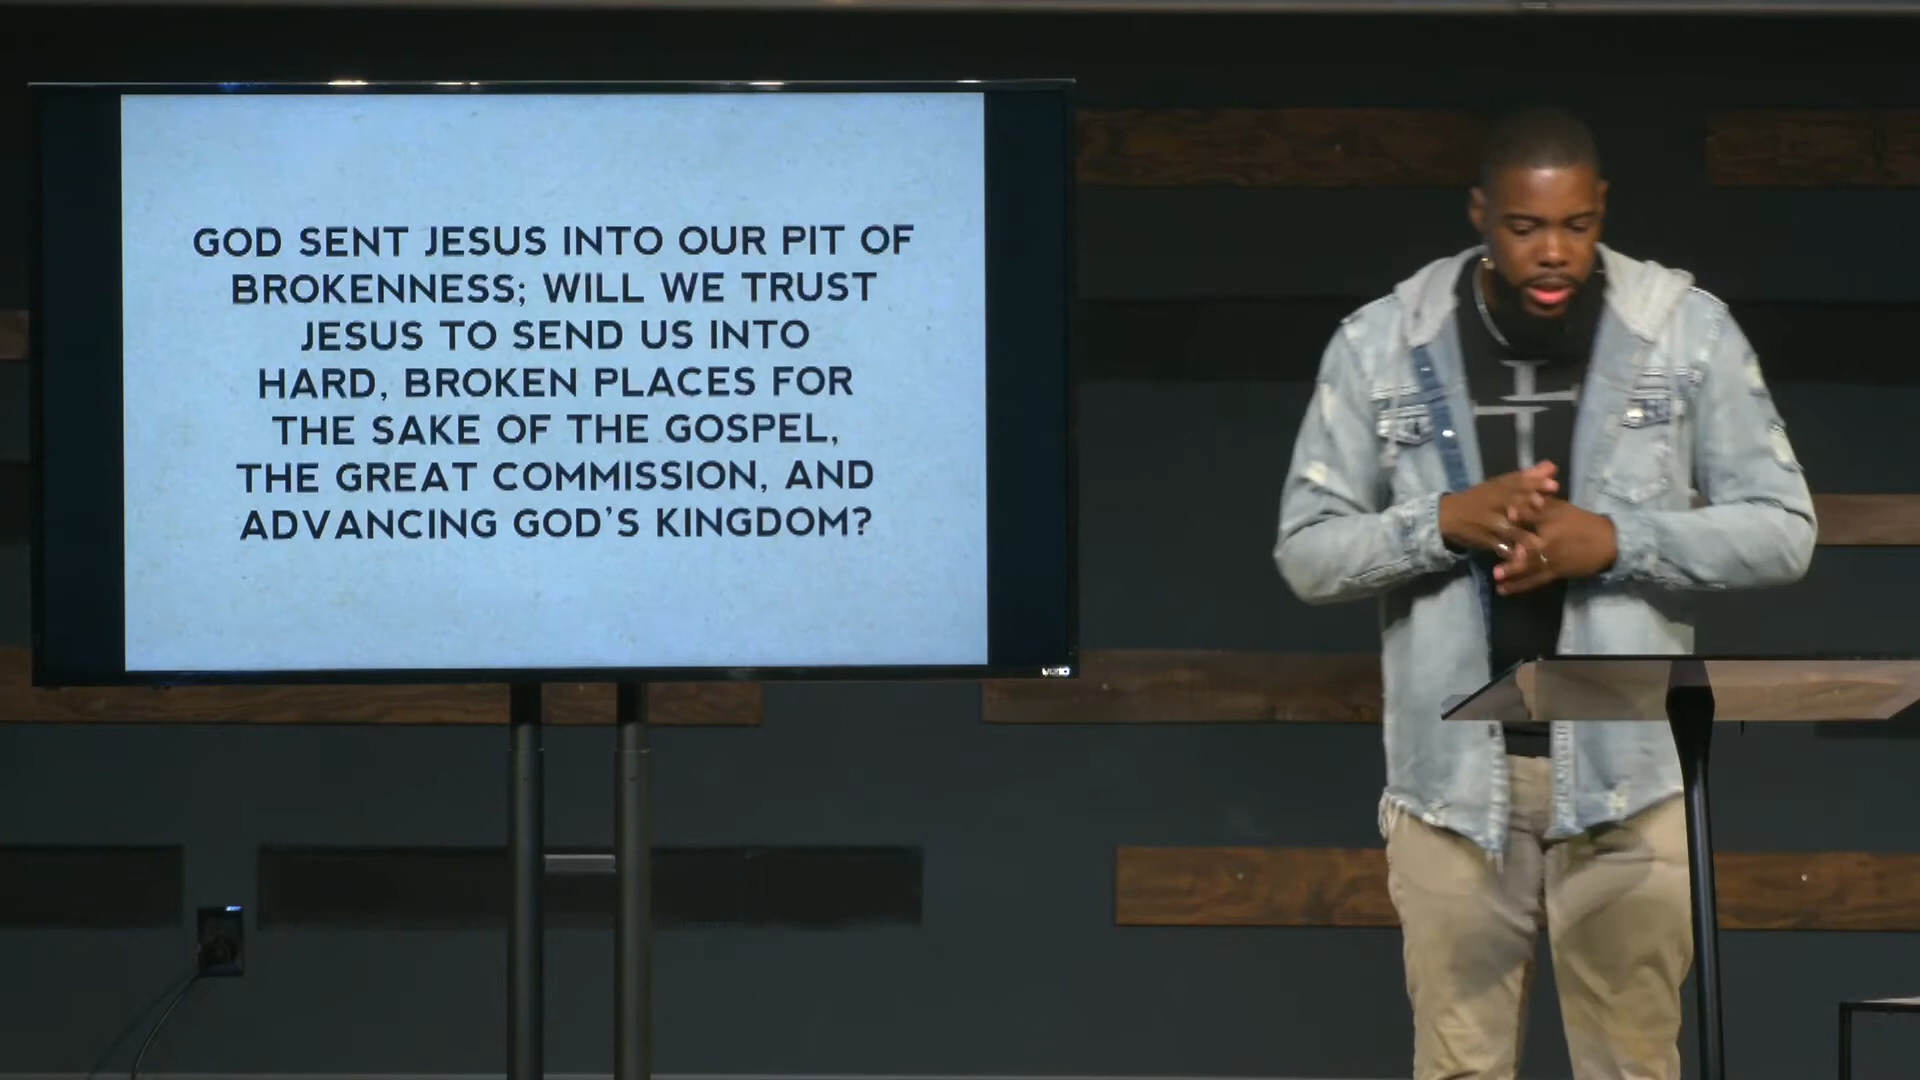 GOD SENT JESUS INTO OUR PIT OF
BROKENNESS; WILL WE TRUST
JESUS TO SEND US INTO
HARD, BROKEN PLACES FOR
THE SAKE OF THE GOSPEL,
THE GREAT COMMISSION, AND
ADVANCING GOD'S KINGDOM?
VIZIO